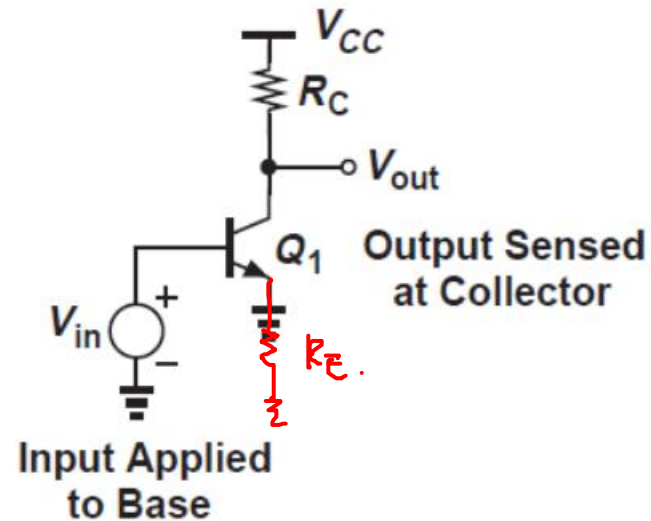 VCC
RC
Vout
Q1
Output Sensed
at Collector
Vin
+
−
RE.
Input Applied
to Base